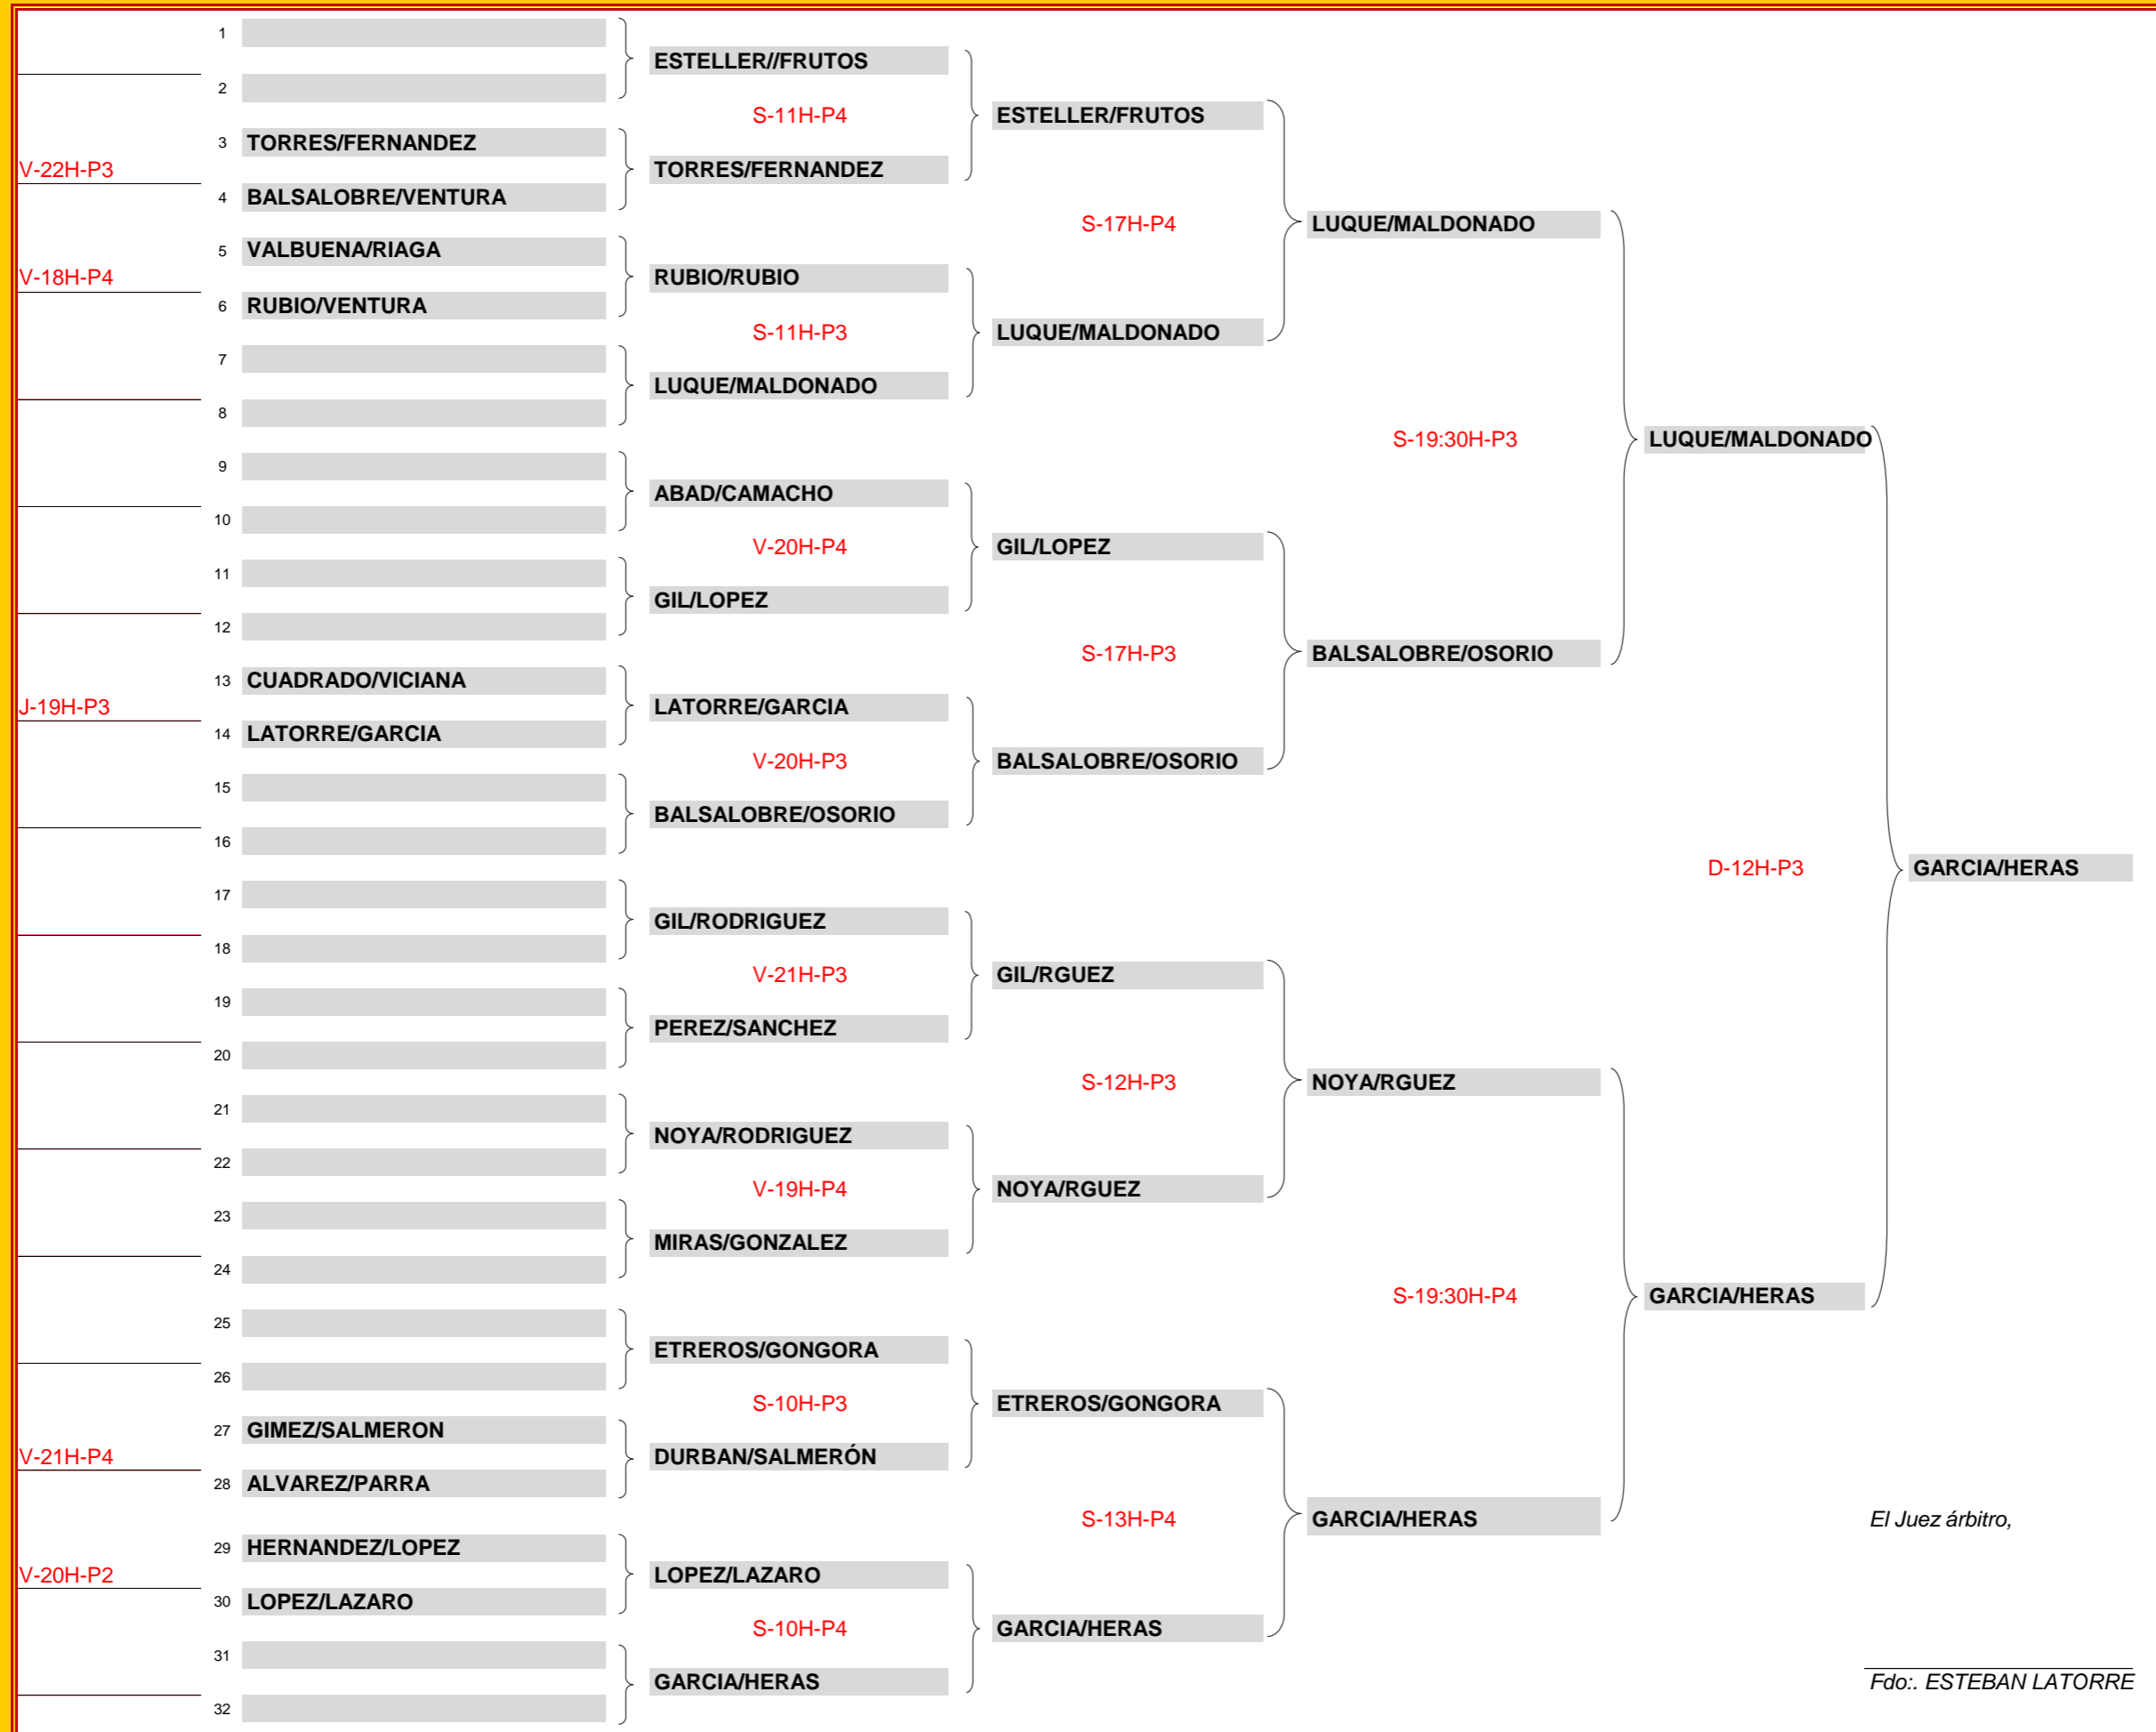 1
ESTELLER//FRUTOS
2
S-11H-P4
ESTELLER/FRUTOS
3 TORRES/FERNANDEZ
V-22H-P3
TORRES/FERNANDEZ
4 BALSALOBRE/VENTURA
S-17H-P4
LUQUE/MALDONADO
5 VALBUENA/RIAGA
V-18H-P4
RUBIO/RUBIO
6 RUBIO/VENTURA
S-11H-P3
LUQUE/MALDONADO
7
LUQUE/MALDONADO
8
S-19:30H-P3
LUQUE/MALDONADO
9
ABAD/CAMACHO
10
V-20H-P4
GIL/LOPEZ
11
GIL/LOPEZ
12
S-17H-P3
BALSALOBRE/OSORIO
13 CUADRADO/VICIANA
J-19H-P3
LATORRE/GARCIA
14 LATORRE/GARCIA
V-20H-P3
BALSALOBRE/OSORIO
15
BALSALOBRE/OSORIO
16
D-12H-P3
GARCIA/HERAS
17
GIL/RODRIGUEZ
18
V-21H-P3
GIL/RGUEZ
19
PEREZ/SANCHEZ
20
S-12H-P3
NOYA/RGUEZ
21
NOYA/RODRIGUEZ
22
V-19H-P4
NOYA/RGUEZ
23
MIRAS/GONZALEZ
24
S-19:30H-P4
GARCIA/HERAS
25
ETREROS/GONGORA
26
S-10H-P3
ETREROS/GONGORA
27 GIMEZ/SALMERON
V-21H-P4
DURBAN/SALMERÓN
28 ALVAREZ/PARRA
S-13H-P4
GARCIA/HERAS
El Juez árbitro,
29 HERNANDEZ/LOPEZ
V-20H-P2
LOPEZ/LAZARO
30 LOPEZ/LAZARO
S-10H-P4
GARCIA/HERAS
31
GARCIA/HERAS
Fdo:. ESTEBAN LATORRE
32